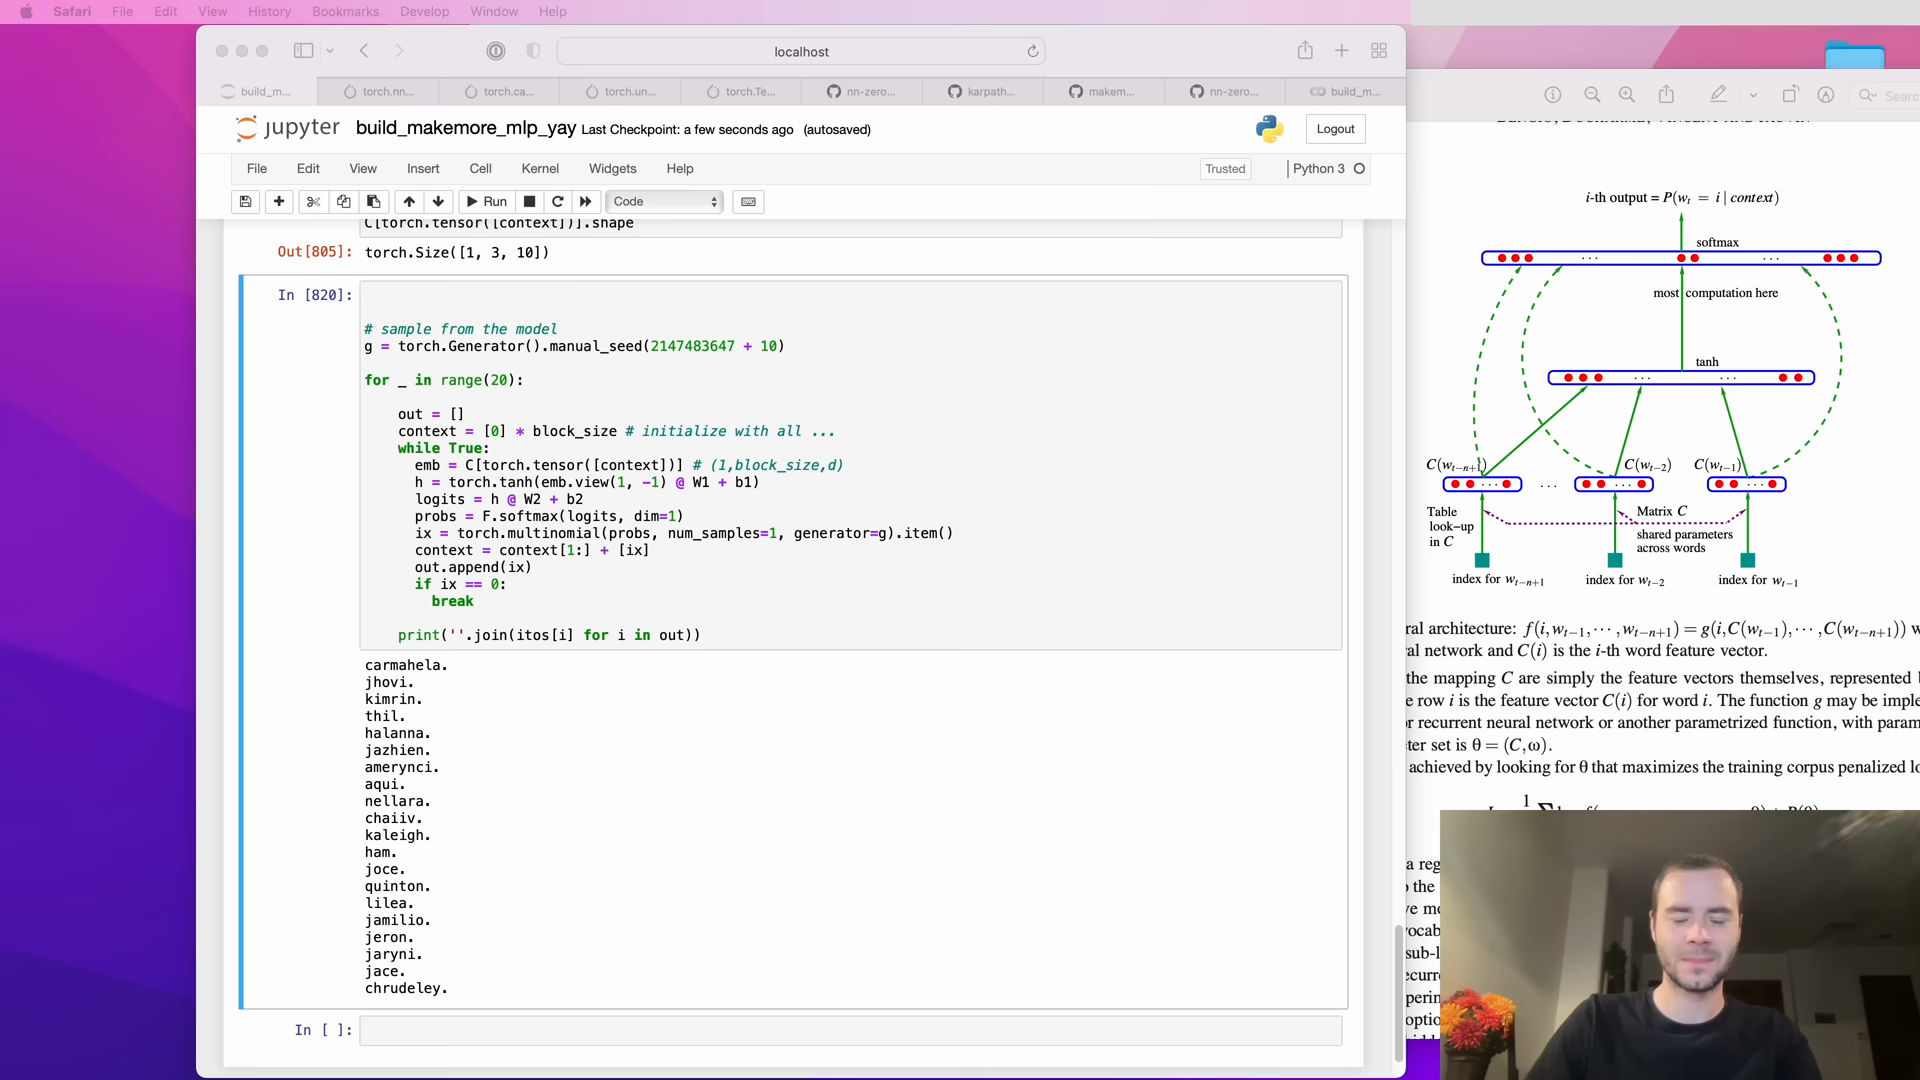 Safari File Edit View History Bookmarks Develop Window Help
localhost
build_m... torch.nn... torch.ca... torch.un... torch.Te... nn-zero... karpath... makem... nn-zero... build_m...
jupyter build_makemore_mlp_yay Last Checkpoint: a few seconds ago (autosaved) Logout
File Edit View Insert Cell Kernel Widgets Help Trusted Python 3
Run Code
C[torch.tensor([context])].shape
Out[805]: torch.Size([1, 3, 10])
In [820]:
# sample from the model
g = torch.Generator().manual_seed(2147483647 + 10)
for _ in range(20):
out = []
context = [0] * block_size # initialize with all ...
while True:
emb = C[torch.tensor([context])] # (1,block_size,d)
h = torch.tanh(emb.view(1, -1) @ W1 + b1)
logits = h @ W2 + b2
probs = F.softmax(logits, dim=1)
ix = torch.multinomial(probs, num_samples=1, generator=g).item()
context = context[1:] + [ix]
out.append(ix)
if ix == 0:
break
print(''.join(itos[i] for i in out))
carmahela.
jhovi.
kimrin.
thil.
halanna.
jazhien.
amerynci.
aqui.
nellara.
chaiiv.
kaleigh.
ham.
joce.
quinton.
lilea.
jamilio.
jeron.
jaryni.
jace.
chrudeley.
In [ ]:
Search
i-th output = P(w_t = i | context)
softmax
... ...
most computation here
tanh
... ...
C(w_{t-n+1}) C(w_{t-2}) C(w_{t-1})
... ... ... ...
Table look-up in C
Matrix C
shared parameters across words
index for w_{t-n+1} index for w_{t-2} index for w_{t-1}
ral architecture: f(i, w_{t-1}, ··· , w_{t-n+1}) = g(i, C(w_{t-1}), ··· , C(w_{t-n+1})) w
al network and C(i) is the i-th word feature vector.
the mapping C are simply the feature vectors themselves, represented b
e row i is the feature vector C(i) for word i. The function g may be imple
or recurrent neural network or another parametrized function, with param
ter set is θ = (C, ω).
achieved by looking for θ that maximizes the training corpus penalized lo
a reg
o the
ve mo
vocab
sub-l
ecurre
perin
optio